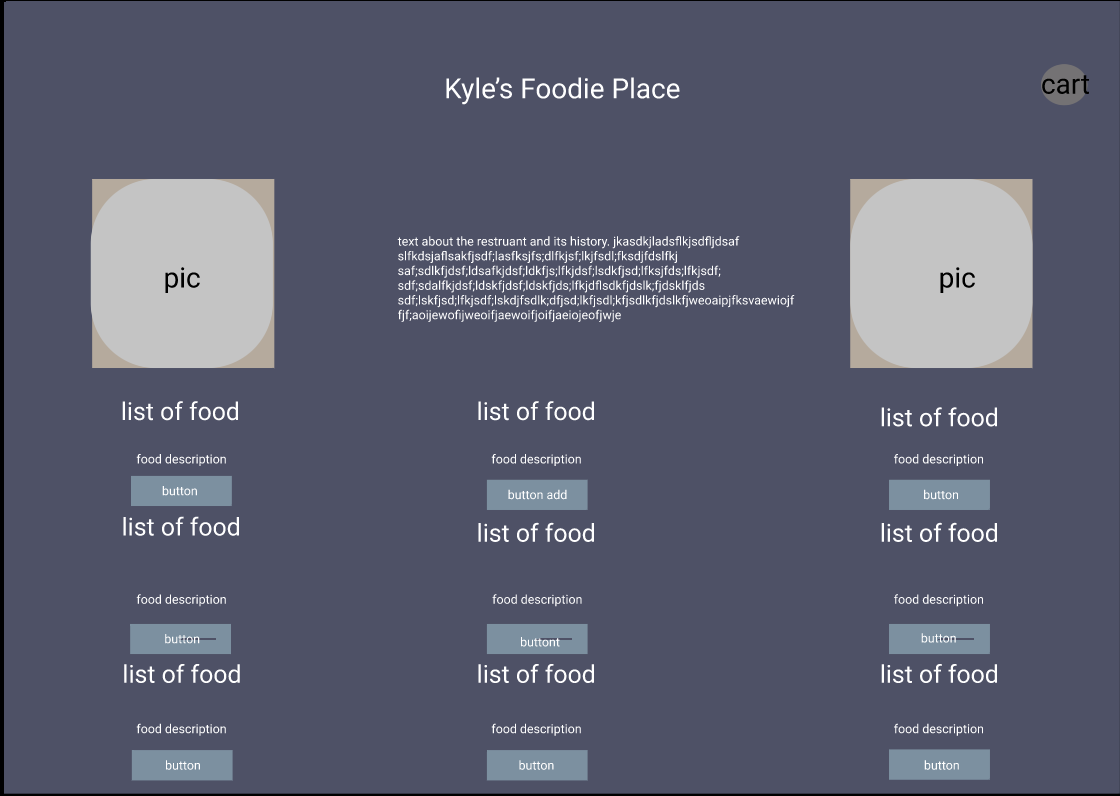 Kyle’s Foodie Place
cart
pic
text about the restruant and its history. jkasdkjladsflkjsdfljdsaf
slfkdsjaflsakfjsdf;lasfksjfs;dlfkjsf;lkjfsdl;fksdjfdslfkj
saf;sdlkfjdsf;ldsafkjdsf;ldkfjs;lfkjdsf;lsdkfjsd;lfksjfds;lfkjsdf;
sdf;sdalfkjdsf;ldskfjdsf;ldskfjds;lfkjdflsdkfjdslk;fjdsklfjds
sdf;lskfjsd;lfkjsdf;lskdjfsdlk;dfjsd;lkfjsdl;kfjsdlkfjdslkfjweoaipjfksvaewiojf
fjf;aoijewofijweoifjaewoifjoifjaeiojeofjwje
pic
list of food
list of food
list of food
food description
food description
food description
button
button add
button
list of food
list of food
list of food
food description
food description
food description
button
buttont
button
list of food
list of food
list of food
food description
food description
food description
button
button
button